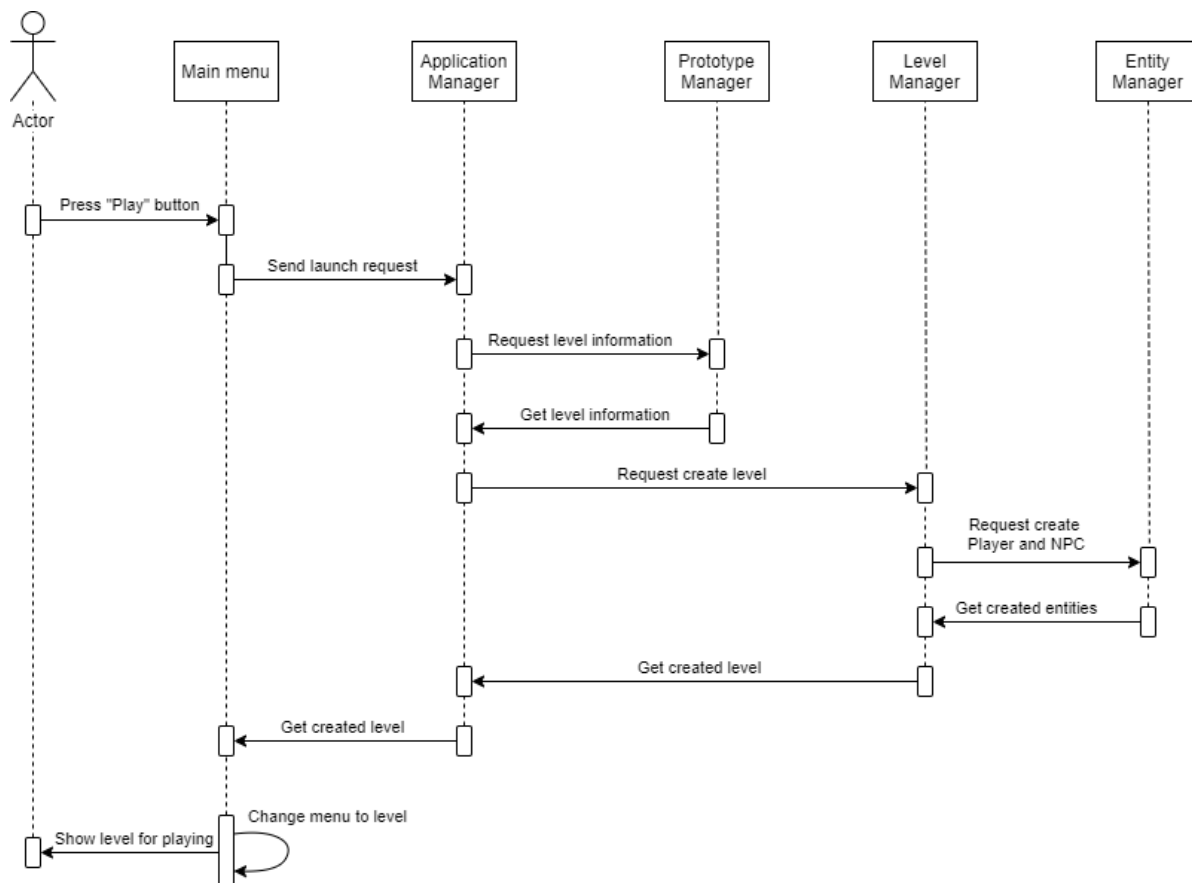 Actor
Main menu
Application
Manager
Prototype
Manager
Level
Manager
Entity
Manager
Press "Play" button
Send launch request
Request level information
Get level information
Request create level
Request create
Player and NPC
Get created entities
Get created level
Get created level
Change menu to level
Show level for playing